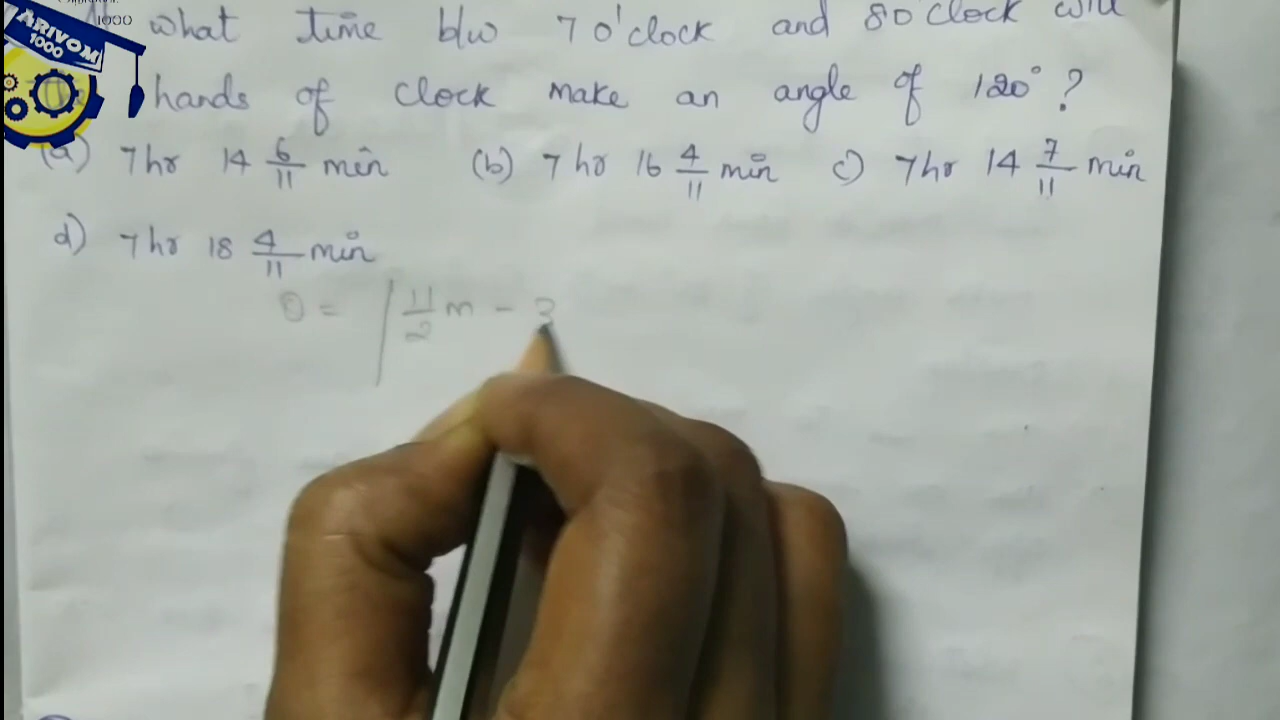 1000
ARIVOM
1000
what time b/w 7 o'clock and 8 o'clock will
hands of clock make an angle of 120° ?
(a) 7 hr 14 6/11 min (b) 7 hr 16 4/11 min c) 7 hr 14 7/11 min
d) 7 hr 18 4/11 min
θ = | 11/2 m - 3